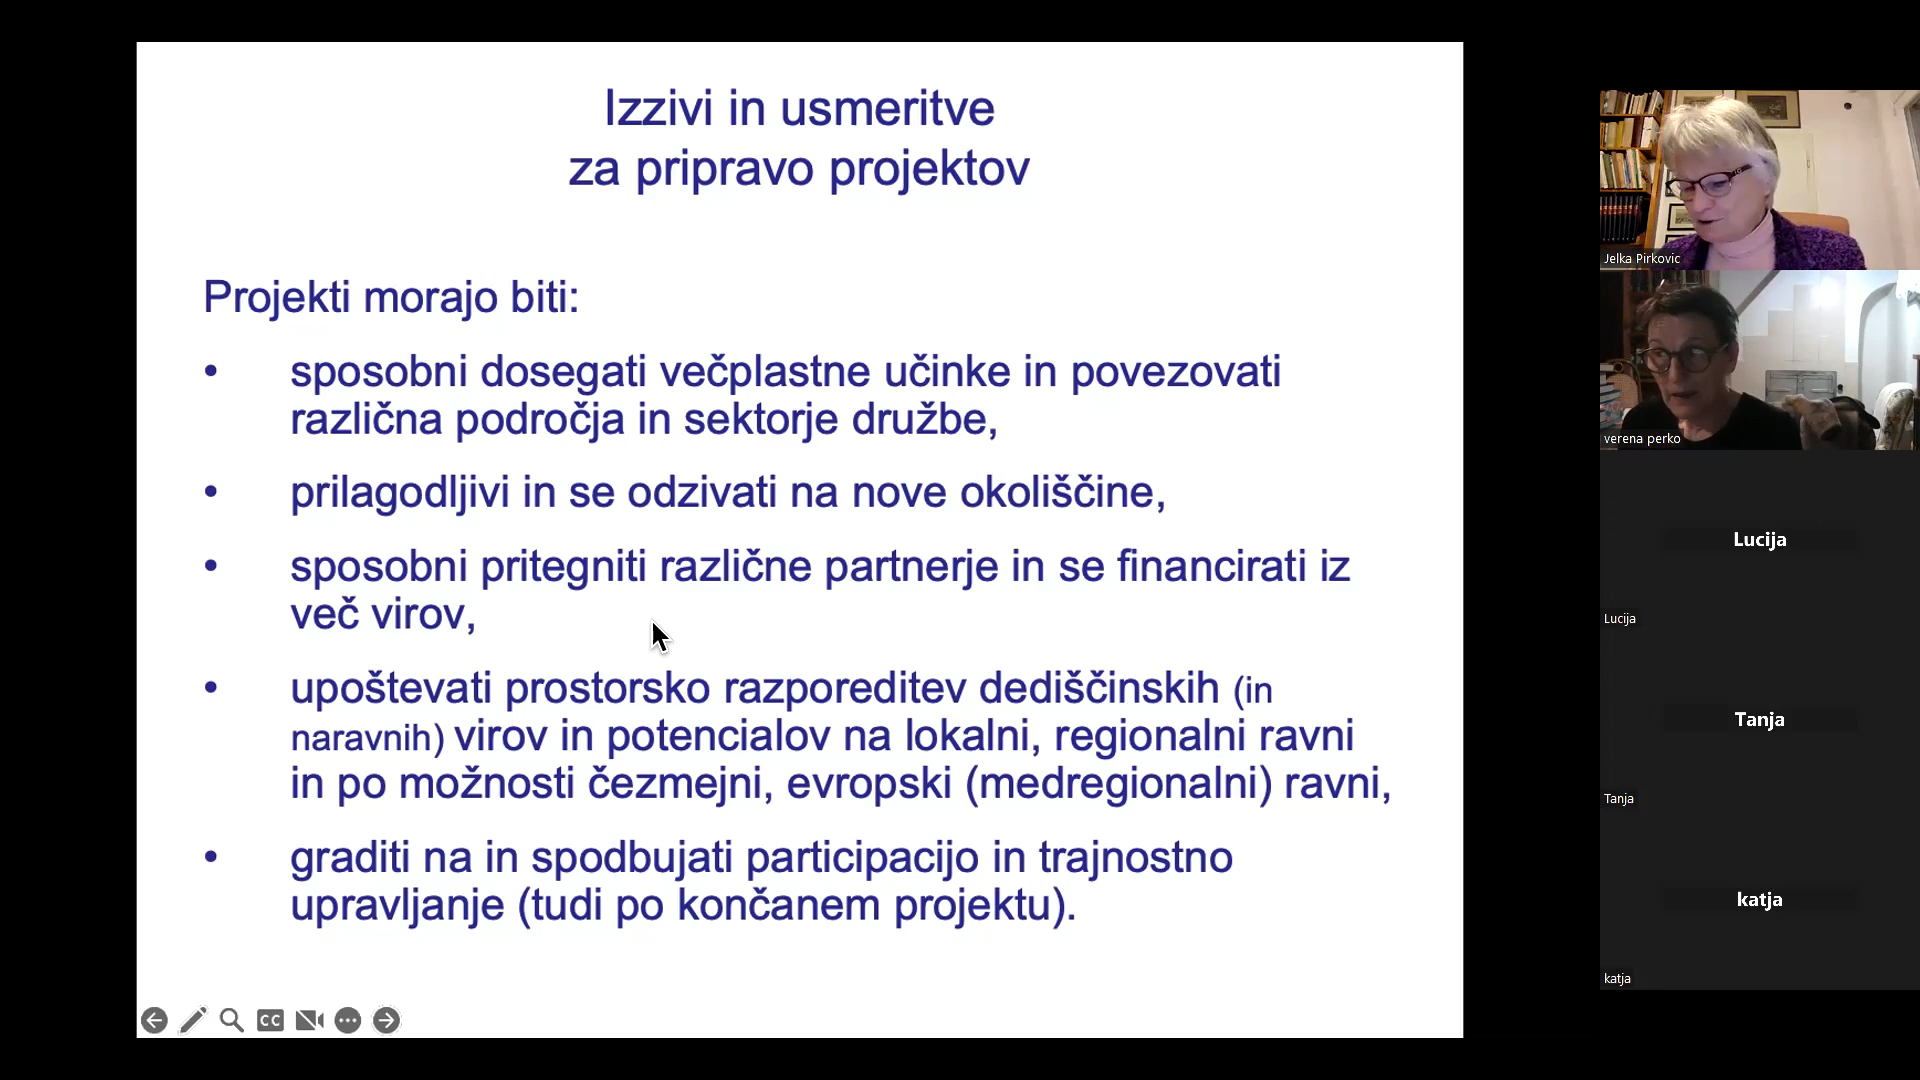 Izzivi in usmeritve
za pripravo projektov
Projekti morajo biti:
• sposobni dosegati večplastne učinke in povezovati
različna področja in sektorje družbe,
• prilagodljivi in se odzivati na nove okoliščine,
• sposobni pritegniti različne partnerje in se financirati iz
več virov,
• upoštevati prostorsko razporeditev dediščinskih (in
naravnih) virov in potencialov na lokalni, regionalni ravni
in po možnosti čezmejni, evropski (medregionalni) ravni,
• graditi na in spodbujati participacijo in trajnostno
upravljanje (tudi po končanem projektu).
CC
Jelka Pirkovic
verena perko
Lucija
Lucija
Tanja
Tanja
katja
katja